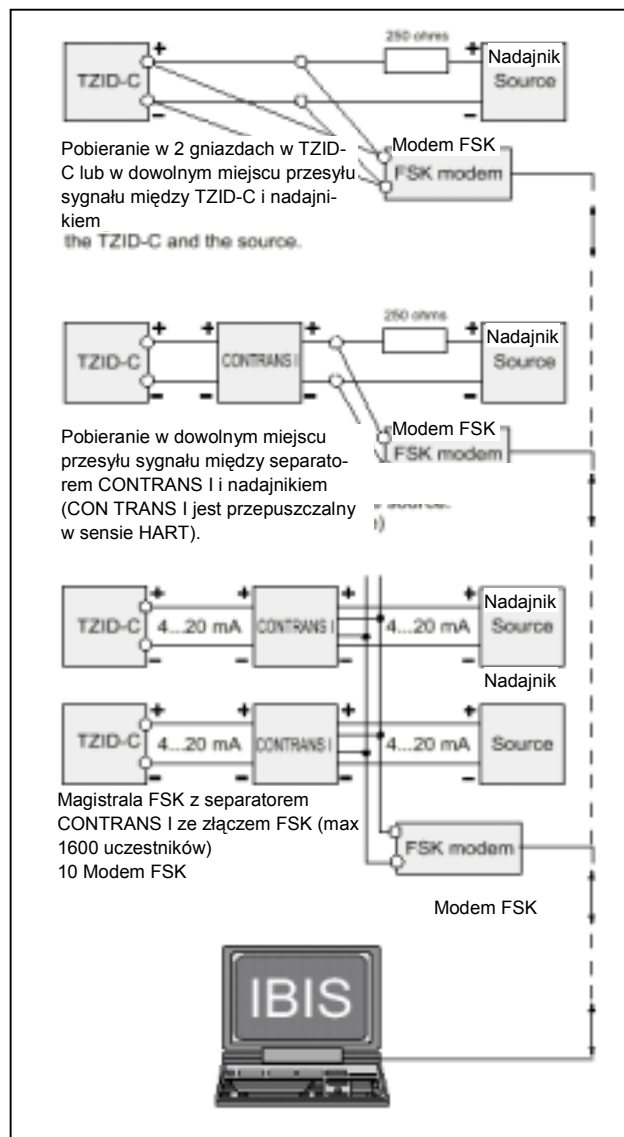 250 ohms
+ + Nadajnik
TZID-C Source
- -
Pobieranie w 2 gniazdach w TZID-
C lub w dowolnym miejscu przesyłu
sygnału między TZID-C i nadajni-
kiem
the TZID-C and the source.
Modem FSK
FSK modem
250 ohms
+ + + + Nadajnik
TZID-C CONTRANS I Source
- - - -
Pobieranie w dowolnym miejscu
przesyłu sygnału między separato-
rem CONTRANS I i nadajnikiem
(CON TRANS I jest przepuszczalny
w sensie HART).
Modem FSK
FSK modem
source.
+ + + + Nadajnik
TZID-C 4...20 mA CONTRANS I 4...20 mA Source
- - - -
Nadajnik
+ + + +
TZID-C 4...20 mA CONTRANS I 4...20 mA Source
- - - -
Magistrala FSK z separatorem
CONTRANS I ze złączem FSK (max
1600 uczestników)
10 Modem FSK
FSK modem
Modem FSK
IBIS